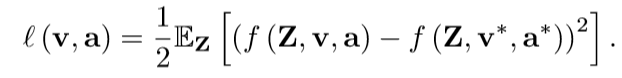 ℓ (v, a) = 1/2 𝔼_Z [(f (Z, v, a) − f (Z, v*, a*))²] .